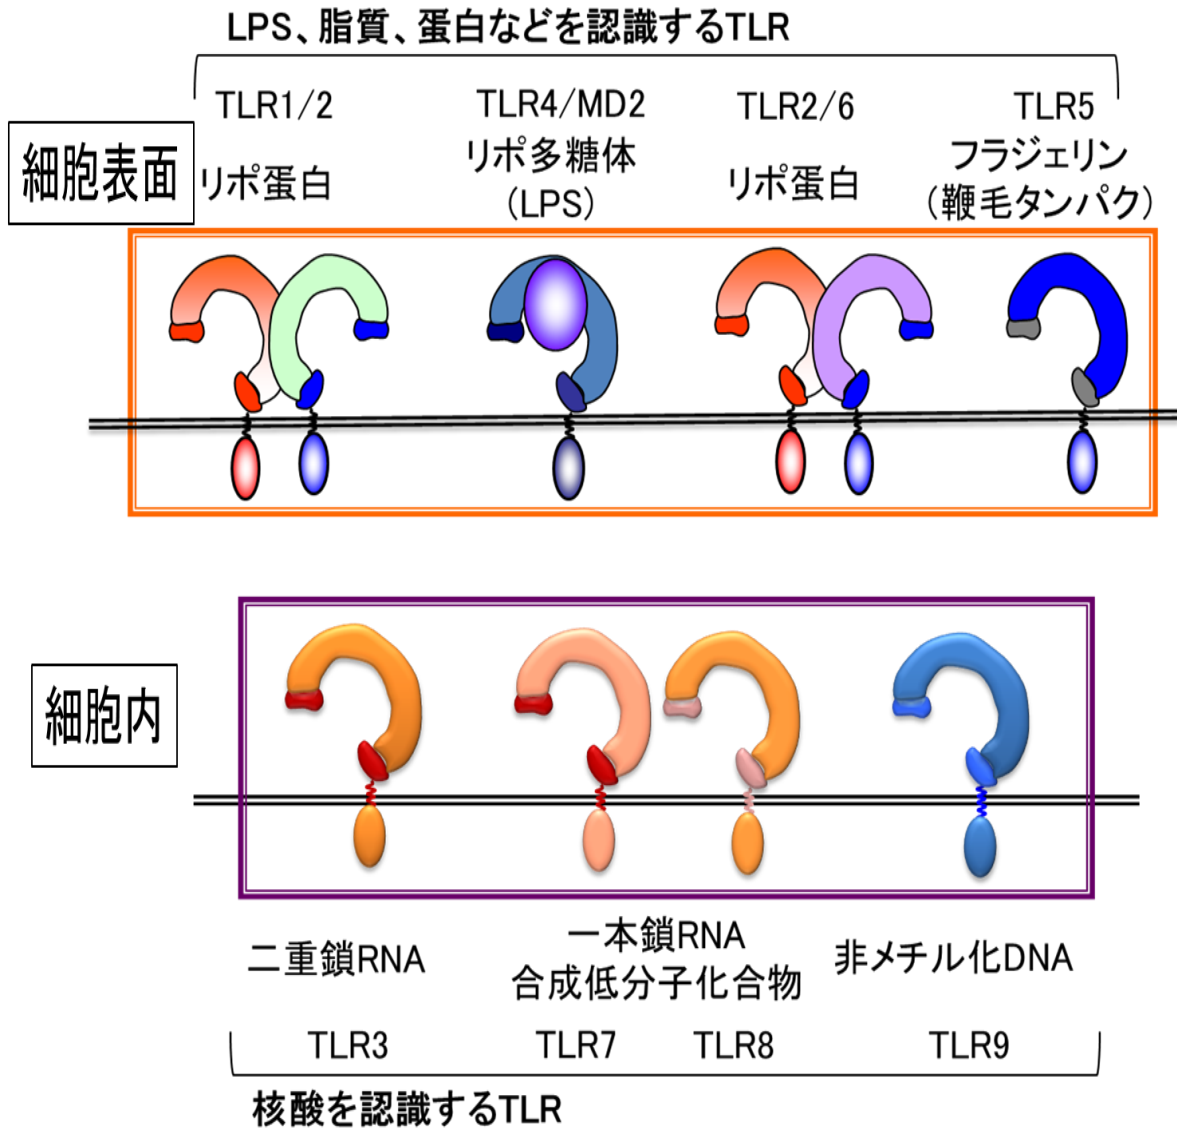 LPS、脂質、蛋白などを認識するTLR
TLR1/2
TLR4/MD2
TLR2/6
TLR5
細胞表面
リポ蛋白
リポ多糖体
(LPS)
リポ蛋白
フラジェリン
(鞭毛タンパク)
細胞内
二重鎖RNA
一本鎖RNA
合成低分子化合物
非メチル化DNA
TLR3
TLR7
TLR8
TLR9
核酸を認識するTLR